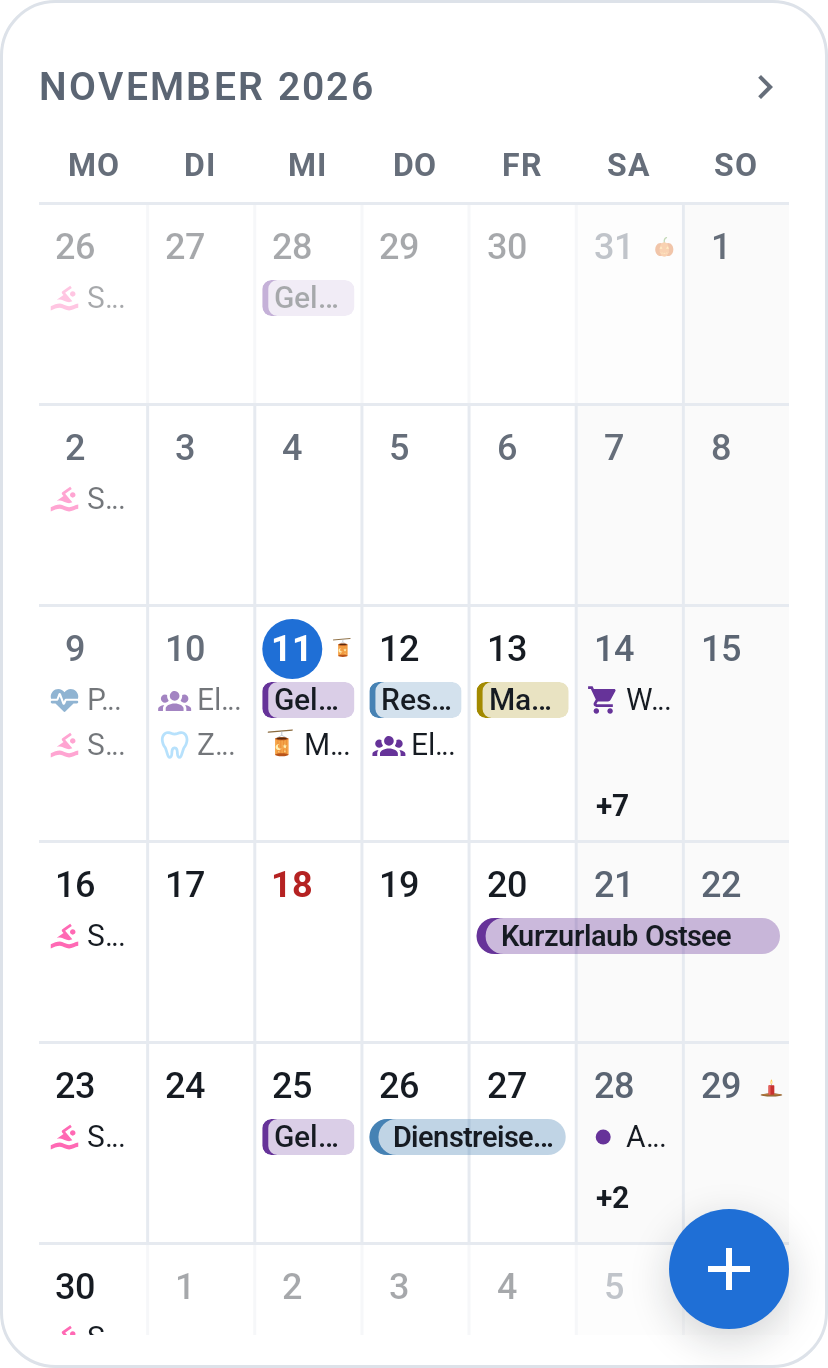 NOVEMBER 2026
MO DI MI DO FR SA SO
26 27 28 29 30 31 1
S... Gel...
2 3 4 5 6 7 8
S...
9 10 11 12 13 14 15
P... El... Gel... Res... Ma... W...
S... Z... M... El...
+7
16 17 18 19 20 21 22
S... Kurzurlaub Ostsee
23 24 25 26 27 28 29
S... Gel... Dienstreise... A...
+2
30 1 2 3 4 5